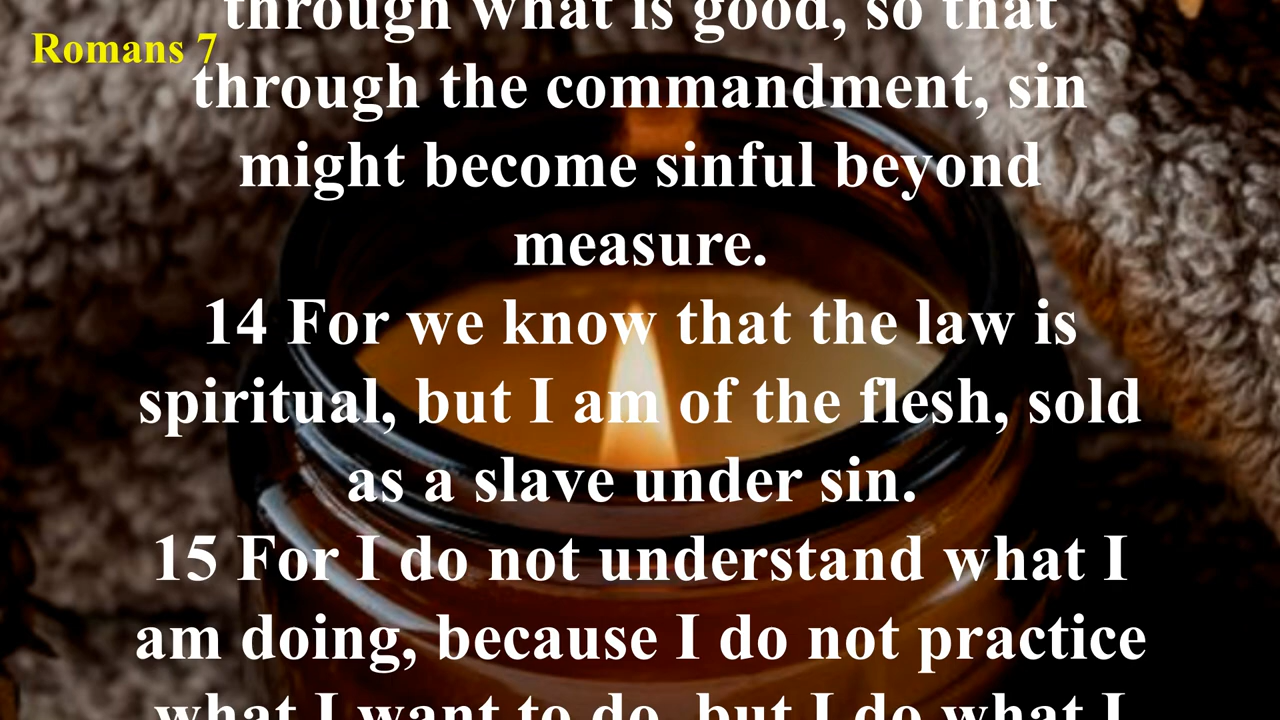 through what is good, so that
Romans 7
through the commandment, sin
might become sinful beyond
measure.
14 For we know that the law is
spiritual, but I am of the flesh, sold
as a slave under sin.
15 For I do not understand what I
am doing, because I do not practice
what I want to do, but I do what I